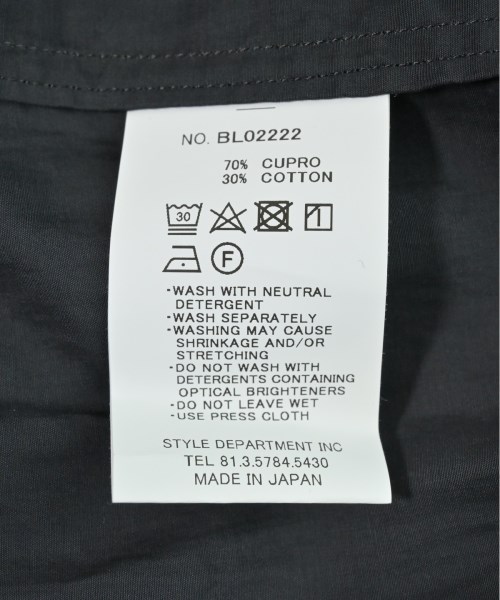 NO. BL02222
70% CUPRO
30% COTTON
30
F
·WASH WITH NEUTRAL
DETERGENT
·WASH SEPARATELY
·WASHING MAY CAUSE
SHRINKAGE AND/OR
STRETCHING
·DO NOT WASH WITH
DETERGENTS CONTAINING
OPTICAL BRIGHTENERS
·DO NOT LEAVE WET
·USE PRESS CLOTH
STYLE DEPARTMENT INC
TEL 81.3.5784.5430
MADE IN JAPAN